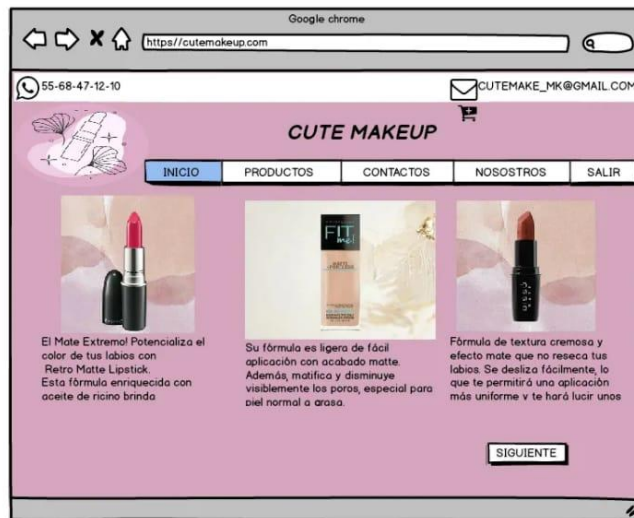 Google chrome
https//cutemakeup.com
55-68-47-12-10
CUTEMAKE_MK@GMAIL.COM
CUTE MAKEUP
INICIO
PRODUCTOS
CONTACTOS
NOSOSTROS
SALIR
FIT
me!
El Mate Extremo! Potencializa el
color de tus labios con
Retro Matte Lipstick.
Esta fórmula enriquecida con
aceite de ricino brinda
Su fórmula es ligera de fácil
aplicación con acabado matte.
Además, matifica y disminuye
visiblemente los poros, especial para
piel normal a grasa.
Fórmula de textura cremosa y
efecto mate que no reseca tus
labios. Se desliza fácilmente, lo
que te permitirá una aplicación
más uniforme y te hará lucir unos
SIGUIENTE